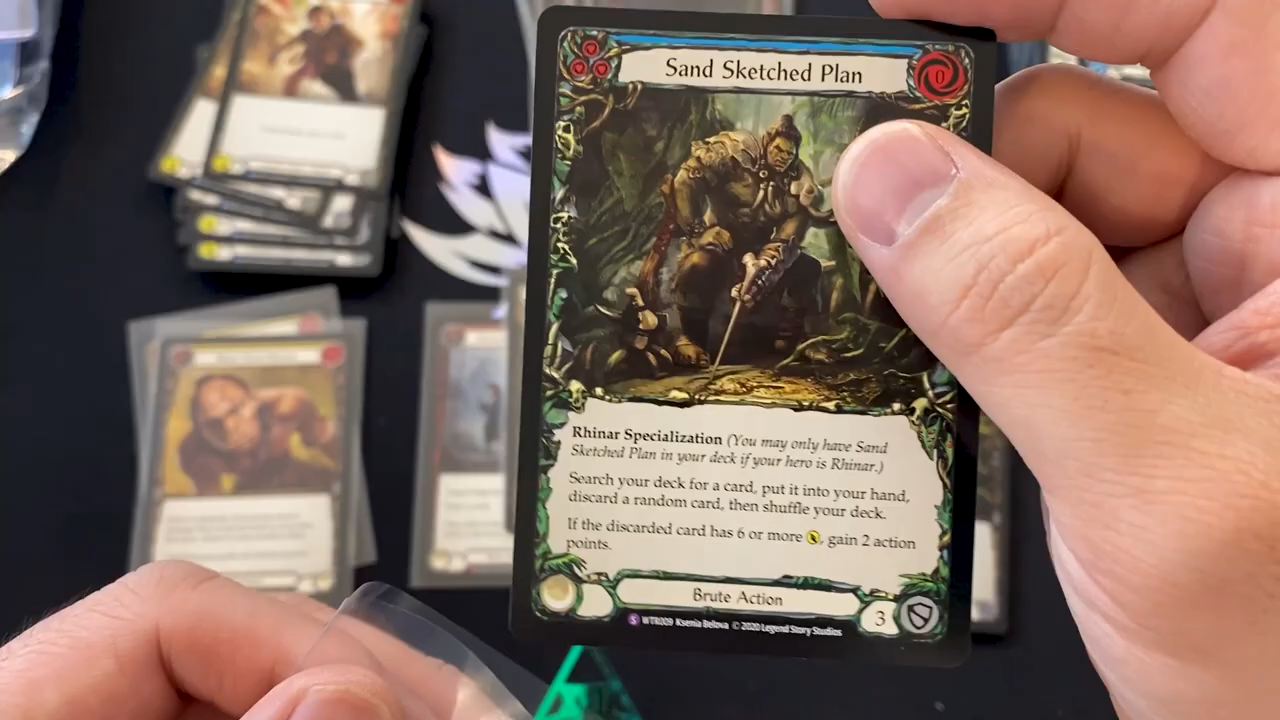 Sand Sketched Plan
0
Rhinar Specialization (You may only have Sand
Sketched Plan in your deck if your hero is Rhinar.)
Search your deck for a card, put it into your hand,
discard a random card, then shuffle your deck.
If the discarded card has 6 or more , gain 2 action
points.
Brute Action
3
S WTR009 Ksenia Belova © 2020 Legend Story Studios